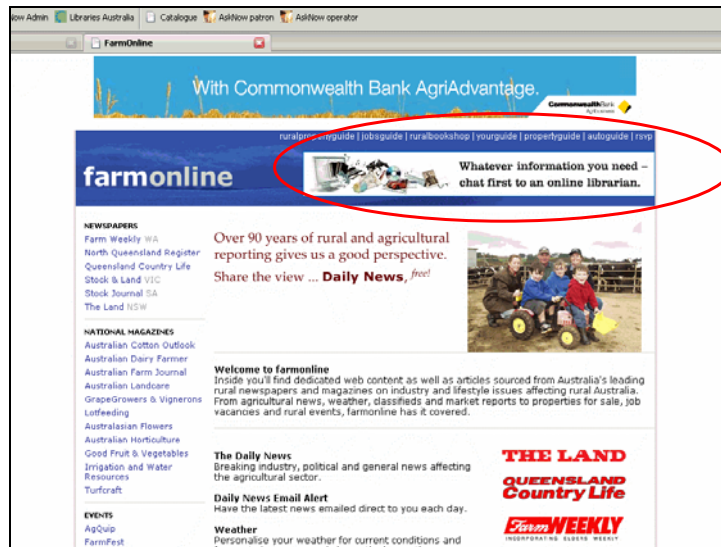 Now Admin Libraries Australia Catalogue AskNow patron AskNow operator
FarmOnline
With Commonwealth Bank AgriAdvantage.
CommonwealthBank
ruralpropertyguide | jobsguide | ruralbookshop | yourguide | propertyguide | autoguide | rsvp
farmonline
Whatever information you need –
chat first to an online librarian.
NEWSPAPERS
Farm Weekly WA
North Queensland Register
Queensland Country Life
Stock & Land VIC
Stock Journal SA
The Land NSW
NATIONAL MAGAZINES
Australian Cotton Outlook
Australian Dairy Farmer
Australian Farm Journal
Australian Landcare
GrapeGrowers & Vignerons
Lotfeeding
Australasian Flowers
Australian Horticulture
Good Fruit & Vegetables
Irrigation and Water
Resources
Turfcraft
EVENTS
AgQuip
FarmFest
Over 90 years of rural and agricultural
reporting gives us a good perspective.
Share the view ... Daily News, free!
Welcome to farmonline
Inside you'll find dedicated web content as well as articles sourced from Australia's leading
rural newspapers and magazines on industry and lifestyle issues affecting rural Australia.
From agricultural news, weather, classifieds and market reports to properties for sale, job
vacancies and rural events, farmonline has it covered.
The Daily News
Breaking industry, political and general news affecting
the agricultural sector.
Daily News Email Alert
Have the latest news emailed direct to you each day.
Weather
Personalise your weather for current conditions and
THE LAND
QUEENSLAND
Country Life
Farm WEEKLY
INCORPORATING ELDERS WEEKLY